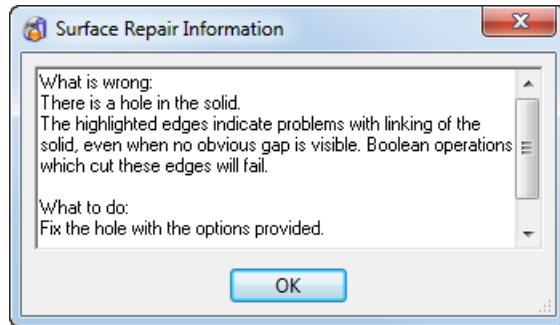 Surface Repair Information
What is wrong:
There is a hole in the solid.
The highlighted edges indicate problems with linking of the
solid, even when no obvious gap is visible. Boolean operations
which cut these edges will fail.
What to do:
Fix the hole with the options provided.
OK